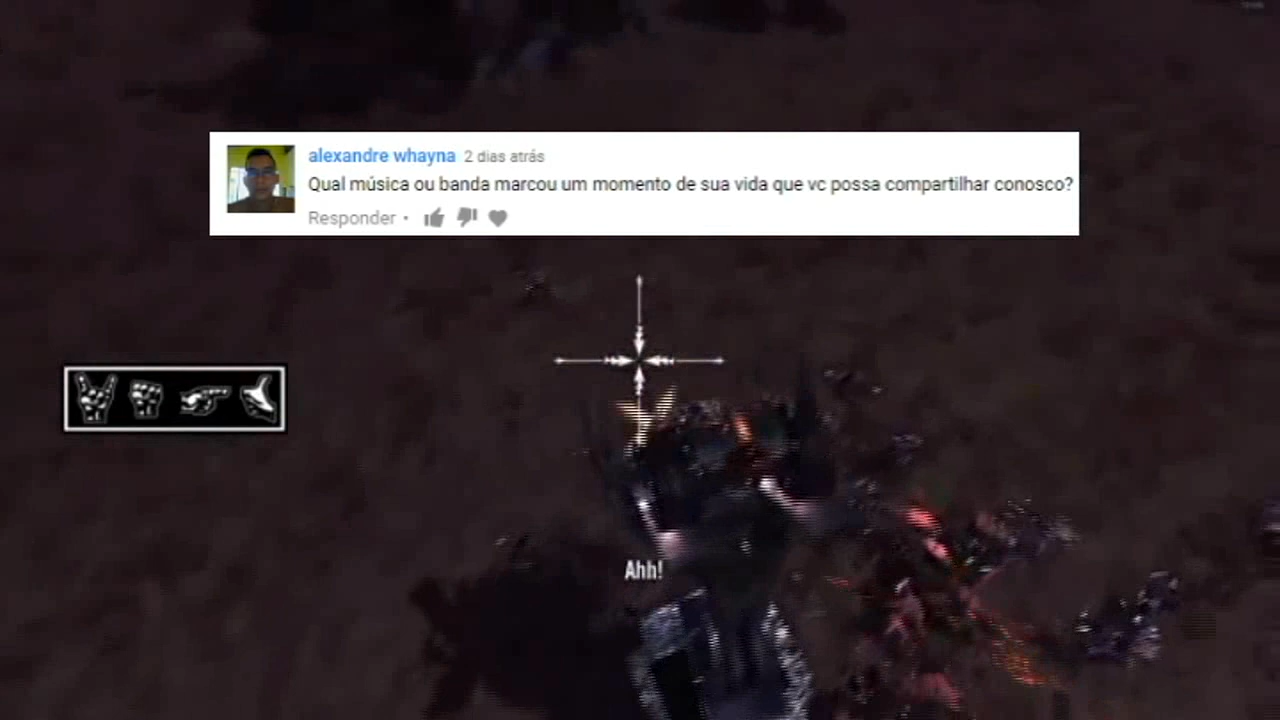 alexandre whayna 2 dias atrás
Qual música ou banda marcou um momento de sua vida que vc possa compartilhar conosco?
Responder •
Ahh!